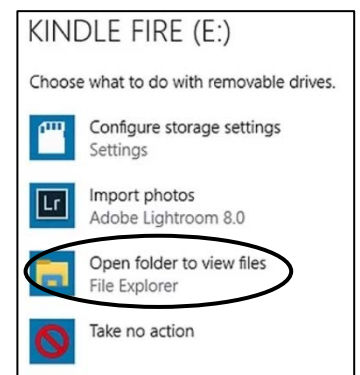 KINDLE FIRE (E:)
Choose what to do with removable drives.
Configure storage settings
Settings
Lr
Import photos
Adobe Lightroom 8.0
Open folder to view files
File Explorer
Take no action